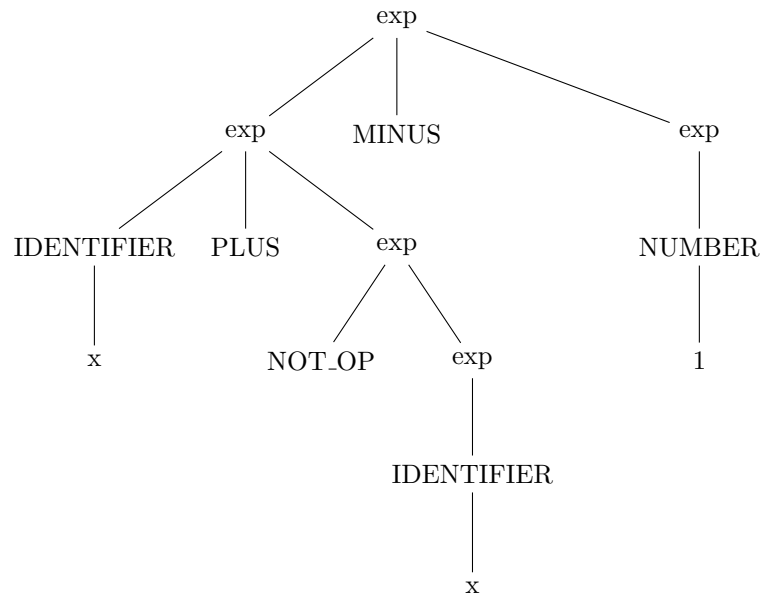 exp
exp MINUS exp
IDENTIFIER PLUS exp NUMBER
x NOT_OP exp 1
IDENTIFIER
x